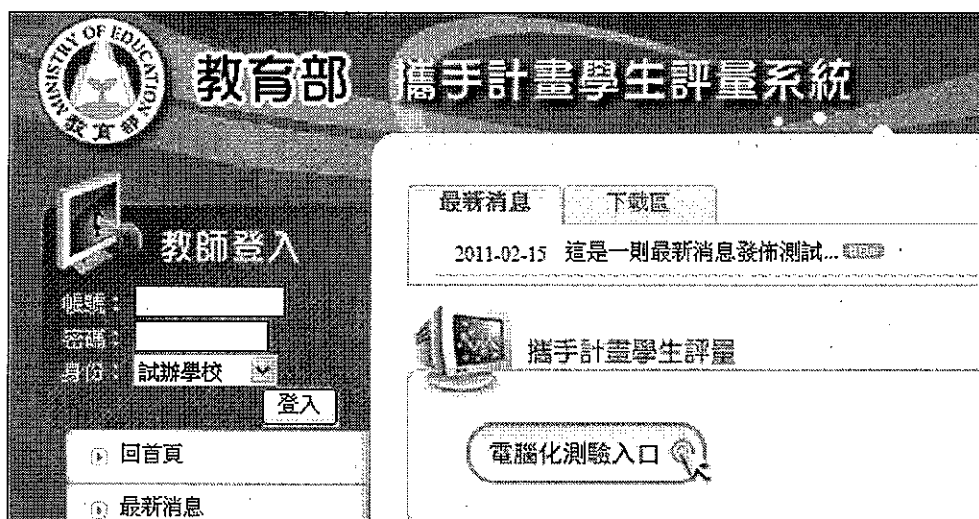 MINISTRY OF EDUCATION
教育部
教育部 攜手計畫學生評量系統
教師登入
帳號：
密碼：
身份： 試辦學校
登入
回首頁
最新消息
最新消息 下載區
2011-02-15 這是一則最新消息發佈測試...
攜手計畫學生評量
電腦化測驗入口